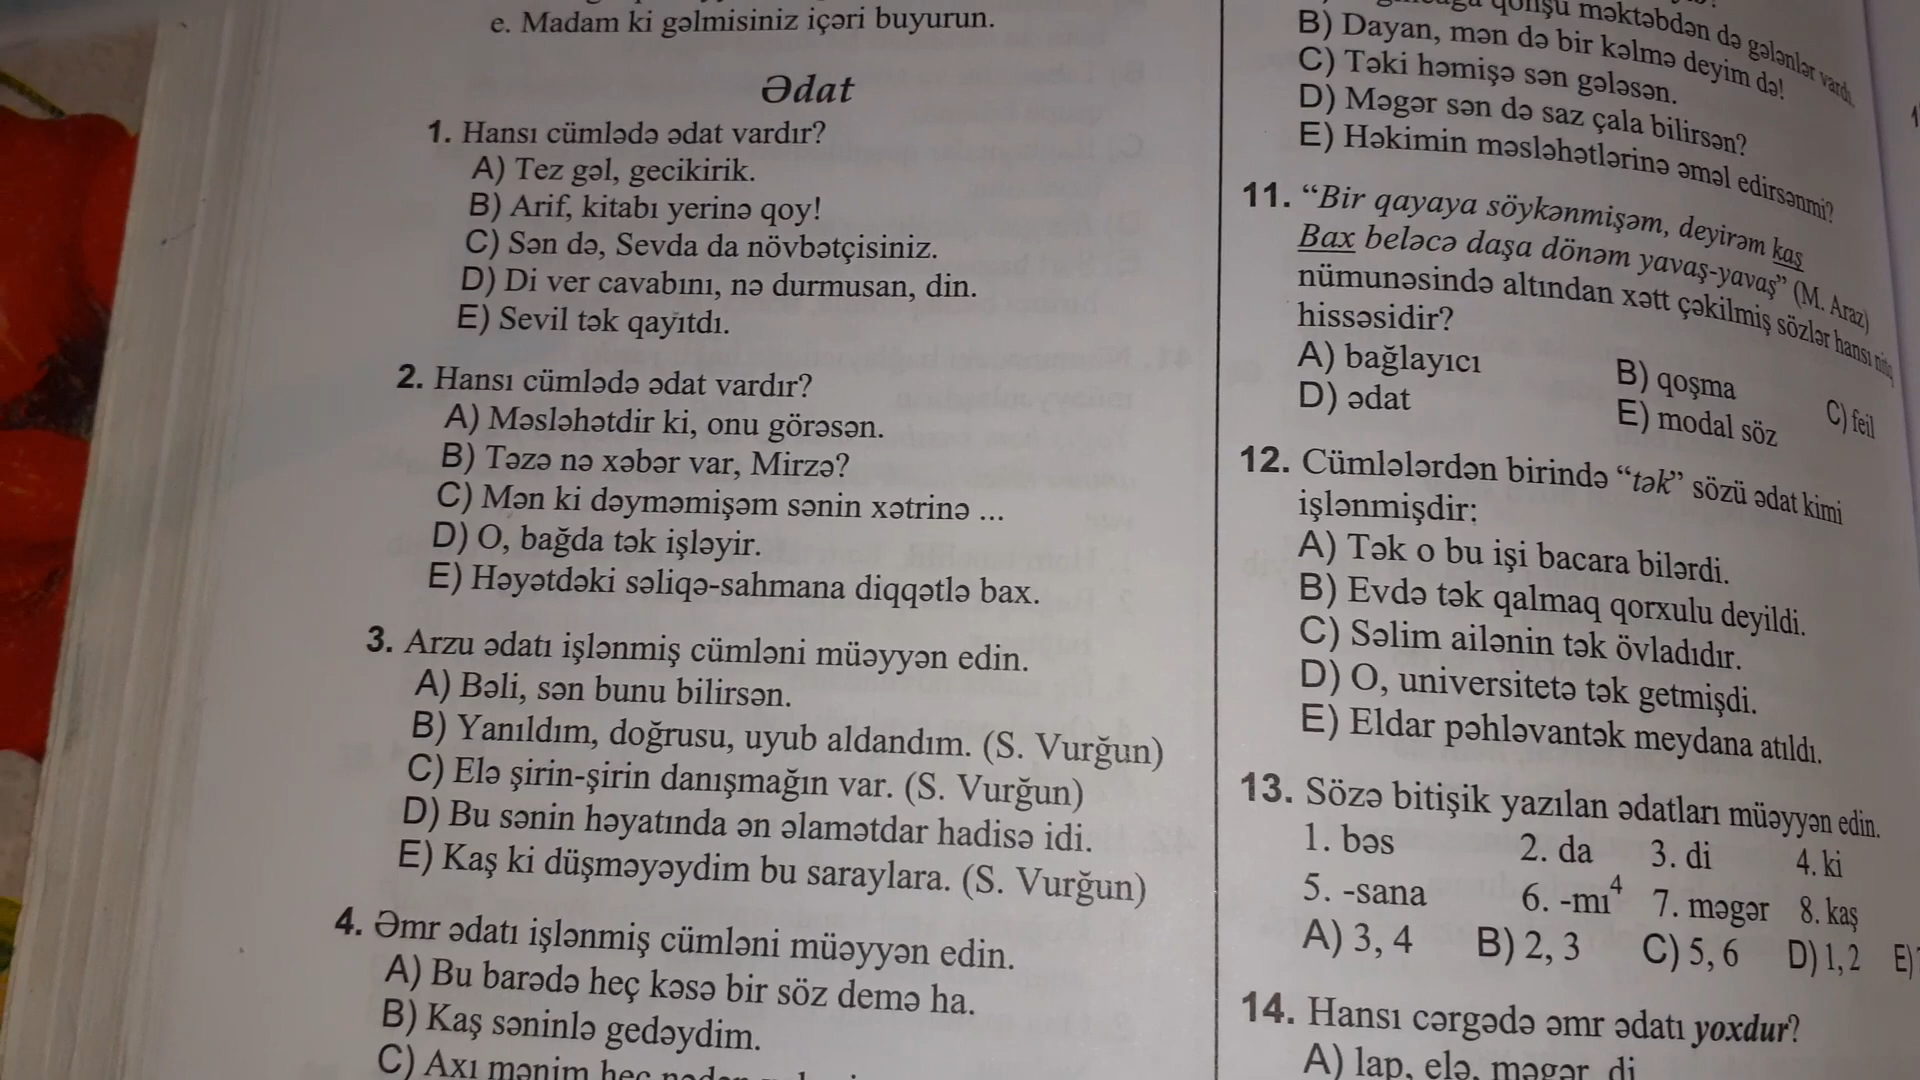 e. Madam ki gəlmisiniz içəri buyurun.
Ədat
1. Hansı cümlədə ədat vardır?
A) Tez gəl, gecikirik.
B) Arif, kitabı yerinə qoy!
C) Sən də, Sevda da növbətçisiniz.
D) Di ver cavabını, nə durmusan, din.
E) Sevil tək qayıtdı.
2. Hansı cümlədə ədat vardır?
A) Məsləhətdir ki, onu görəsən.
B) Təzə nə xəbər var, Mirzə?
C) Mən ki dəyməmişəm sənin xətrinə ...
D) O, bağda tək işləyir.
E) Həyətdəki səliqə-sahmana diqqətlə bax.
3. Arzu ədatı işlənmiş cümləni müəyyən edin.
A) Bəli, sən bunu bilirsən.
B) Yanıldım, doğrusu, uyub aldandım. (S. Vurğun)
C) Elə şirin-şirin danışmağın var. (S. Vurğun)
D) Bu sənin həyatında ən əlamətdar hadisə idi.
E) Kaş ki düşməyəydim bu saraylara. (S. Vurğun)
4. Əmr ədatı işlənmiş cümləni müəyyən edin.
A) Bu barədə heç kəsə bir söz demə ha.
B) Kaş səninlə gedəydim.
C) Axı mənim heç
qonşu məktəbdən də gələnlər vardı.
B) Dayan, mən də bir kəlmə deyim də!
C) Təki həmişə sən gələsən.
D) Məgər sən də saz çala bilirsən?
E) Həkimin məsləhətlərinə əməl edirsənmi?
11. “Bir qayaya söykənmişəm, deyirəm kaş
Bax beləcə daşa dönəm yavaş-yavaş” (M. Araz)
nümunəsində altından xətt çəkilmiş sözlər hansı nitq
hissəsidir?
A) bağlayıcı B) qoşma C) feil
D) ədat E) modal söz
12. Cümlələrdən birində “tək” sözü ədat kimi
işlənmişdir:
A) Tək o bu işi bacara bilərdi.
B) Evdə tək qalmaq qorxulu deyildi.
C) Səlim ailənin tək övladıdır.
D) O, universitetə tək getmişdi.
E) Eldar pəhləvantək meydana atıldı.
13. Sözə bitişik yazılan ədatları müəyyən edin.
1. bəs 2. da 3. di 4. ki
5. -sana 6. -mı⁴ 7. məgər 8. kaş
A) 3, 4 B) 2, 3 C) 5, 6 D) 1, 2 E)
14. Hansı cərgədə əmr ədatı yoxdur?
A) lap, elə, məgər, di